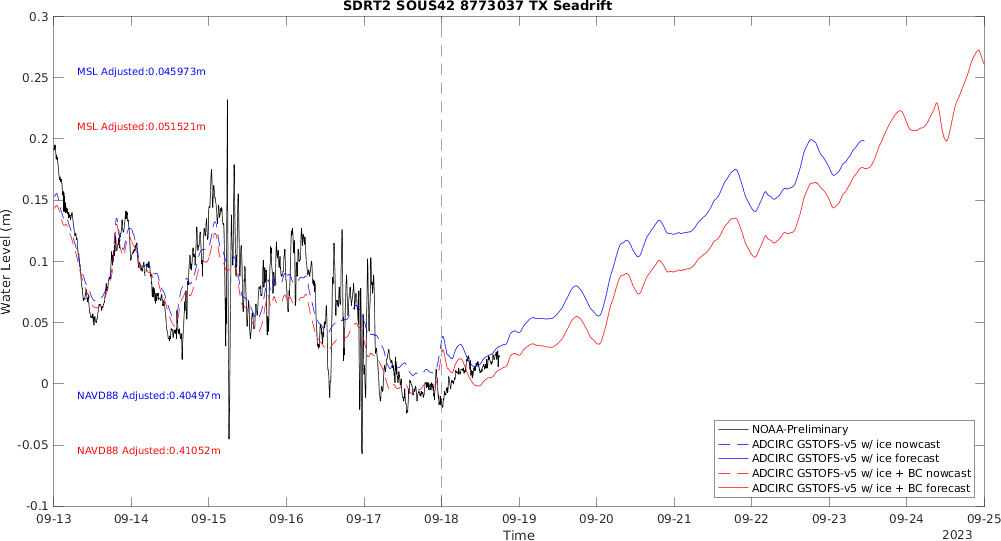 SDRT2 SOUS42 8773037 TX Seadrift
0.3
0.25
0.2
0.15
0.1
0.05
0
-0.05
-0.1
Water Level (m)
MSL Adjusted:0.045973m
MSL Adjusted:0.051521m
NAVD88 Adjusted:0.40497m
NAVD88 Adjusted:0.41052m
NOAA-Preliminary
ADCIRC GSTOFS-v5 w/ ice nowcast
ADCIRC GSTOFS-v5 w/ ice forecast
ADCIRC GSTOFS-v5 w/ ice + BC nowcast
ADCIRC GSTOFS-v5 w/ ice + BC forecast
09-13 09-14 09-15 09-16 09-17 09-18 09-19 09-20 09-21 09-22 09-23 09-24 09-25
Time 2023